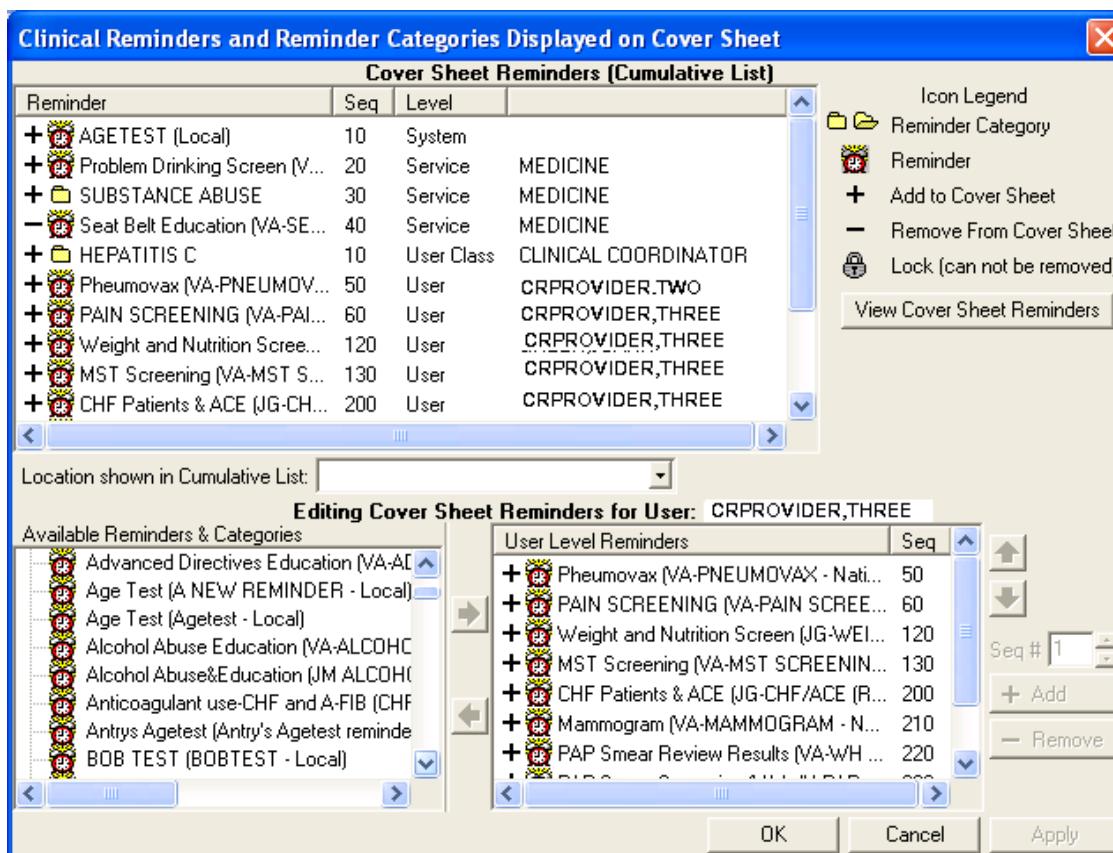 Clinical Reminders and Reminder Categories Displayed on Cover Sheet
Cover Sheet Reminders (Cumulative List)
Reminder Seq Level
+ AGETEST (Local) 10 System
+ Problem Drinking Screen (V... 20 Service MEDICINE
+ SUBSTANCE ABUSE 30 Service MEDICINE
− Seat Belt Education (VA-SE... 40 Service MEDICINE
+ HEPATITIS C 10 User Class CLINICAL COORDINATOR
+ Pheumovax (VA-PNEUMOV... 50 User CRPROVIDER.TWO
+ PAIN SCREENING (VA-PAI... 60 User CRPROVIDER,THREE
+ Weight and Nutrition Scree... 120 User CRPROVIDER,THREE
+ MST Screening (VA-MST S... 130 User CRPROVIDER,THREE
+ CHF Patients & ACE (JG-CH... 200 User CRPROVIDER,THREE
Icon Legend
Reminder Category
Reminder
+ Add to Cover Sheet
− Remove From Cover Sheet
Lock (can not be removed)
View Cover Sheet Reminders
Location shown in Cumulative List:
Editing Cover Sheet Reminders for User: CRPROVIDER,THREE
Available Reminders & Categories
Advanced Directives Education (VA-AD
Age Test (A NEW REMINDER - Local)
Age Test (Agetest - Local)
Alcohol Abuse Education (VA-ALCOHO
Alcohol Abuse&Education (JM ALCOHO
Anticoagulant use-CHF and A-FIB (CHF
Antrys Agetest (Antry's Agetest reminde
BOB TEST (BOBTEST - Local)
User Level Reminders Seq
+ Pheumovax (VA-PNEUMOVAX - Nati... 50
+ PAIN SCREENING (VA-PAIN SCREE... 60
+ Weight and Nutrition Screen (JG-WEI... 120
+ MST Screening (VA-MST SCREENIN... 130
+ CHF Patients & ACE (JG-CHF/ACE (R... 200
+ Mammogram (VA-MAMMOGRAM - N... 210
+ PAP Smear Review Results (VA-WH ... 220
Seq # 1
+ Add
− Remove
OK Cancel Apply